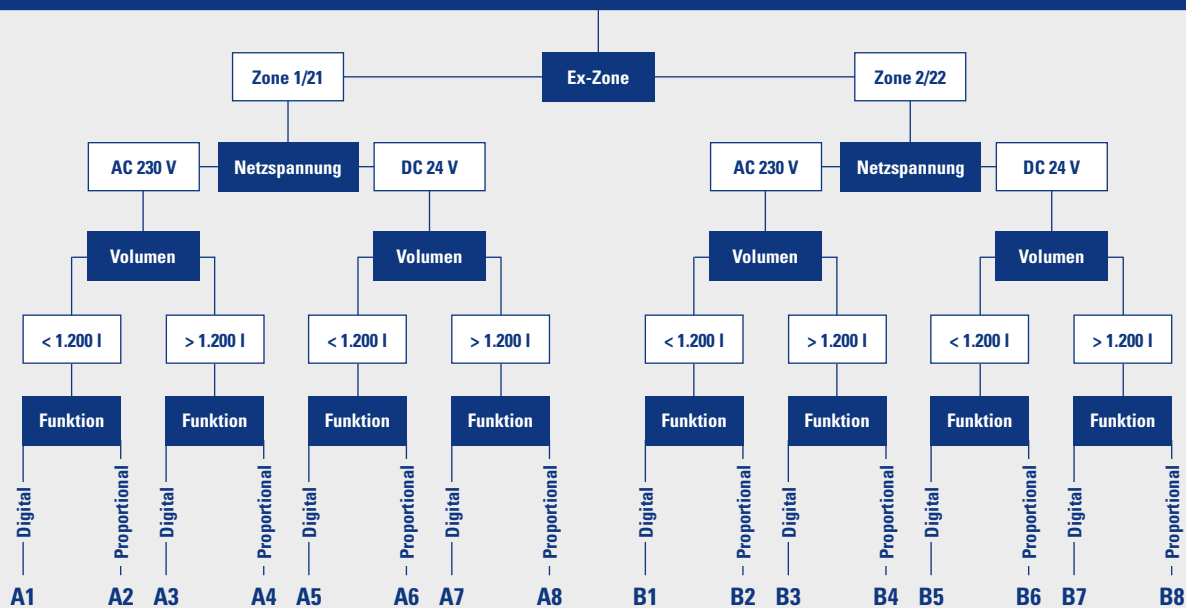 Zone 1/21
Ex-Zone
Zone 2/22
AC 230 V
Netzspannung
DC 24 V
AC 230 V
Netzspannung
DC 24 V
Volumen
Volumen
Volumen
Volumen
< 1.200 l
> 1.200 l
< 1.200 l
> 1.200 l
< 1.200 l
> 1.200 l
< 1.200 l
> 1.200 l
Funktion
Funktion
Funktion
Funktion
Funktion
Funktion
Funktion
Funktion
Digital
Proportional
Digital
Proportional
Digital
Proportional
Digital
Proportional
Digital
Proportional
Digital
Proportional
Digital
Proportional
Digital
Proportional
A1
A2
A3
A4
A5
A6
A7
A8
B1
B2
B3
B4
B5
B6
B7
B8